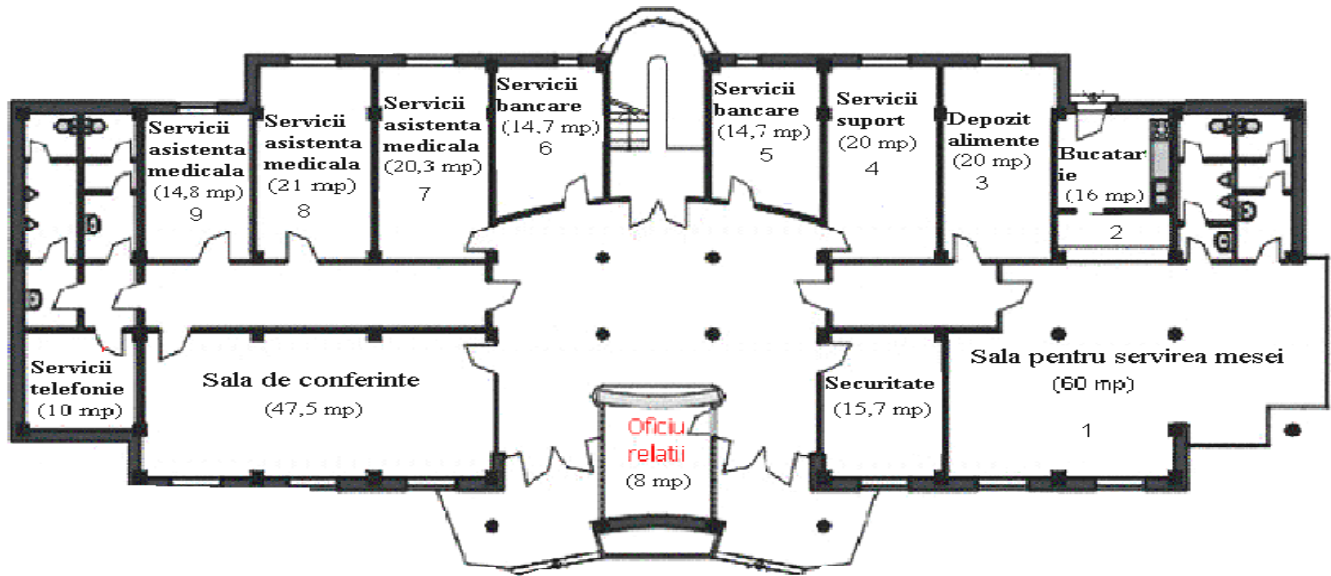 Servicii
asistenta
medicala
(14,8 mp)
9
Servicii
asistenta
medicala
(21 mp)
8
Servicii
asistenta
medicala
(20,3 mp)
7
Servicii
bancare
(14,7 mp)
6
Servicii
bancare
(14,7 mp)
5
Servicii
suport
(20 mp)
4
Depozit
alimente
(20 mp)
3
Bucatar
ie
(16 mp)
2
Servicii
telefonie
(10 mp)
Sala de conferinte
(47,5 mp)
Oficiu
relatii
(8 mp)
Securitate
(15,7 mp)
Sala pentru servirea mesei
(60 mp)
1